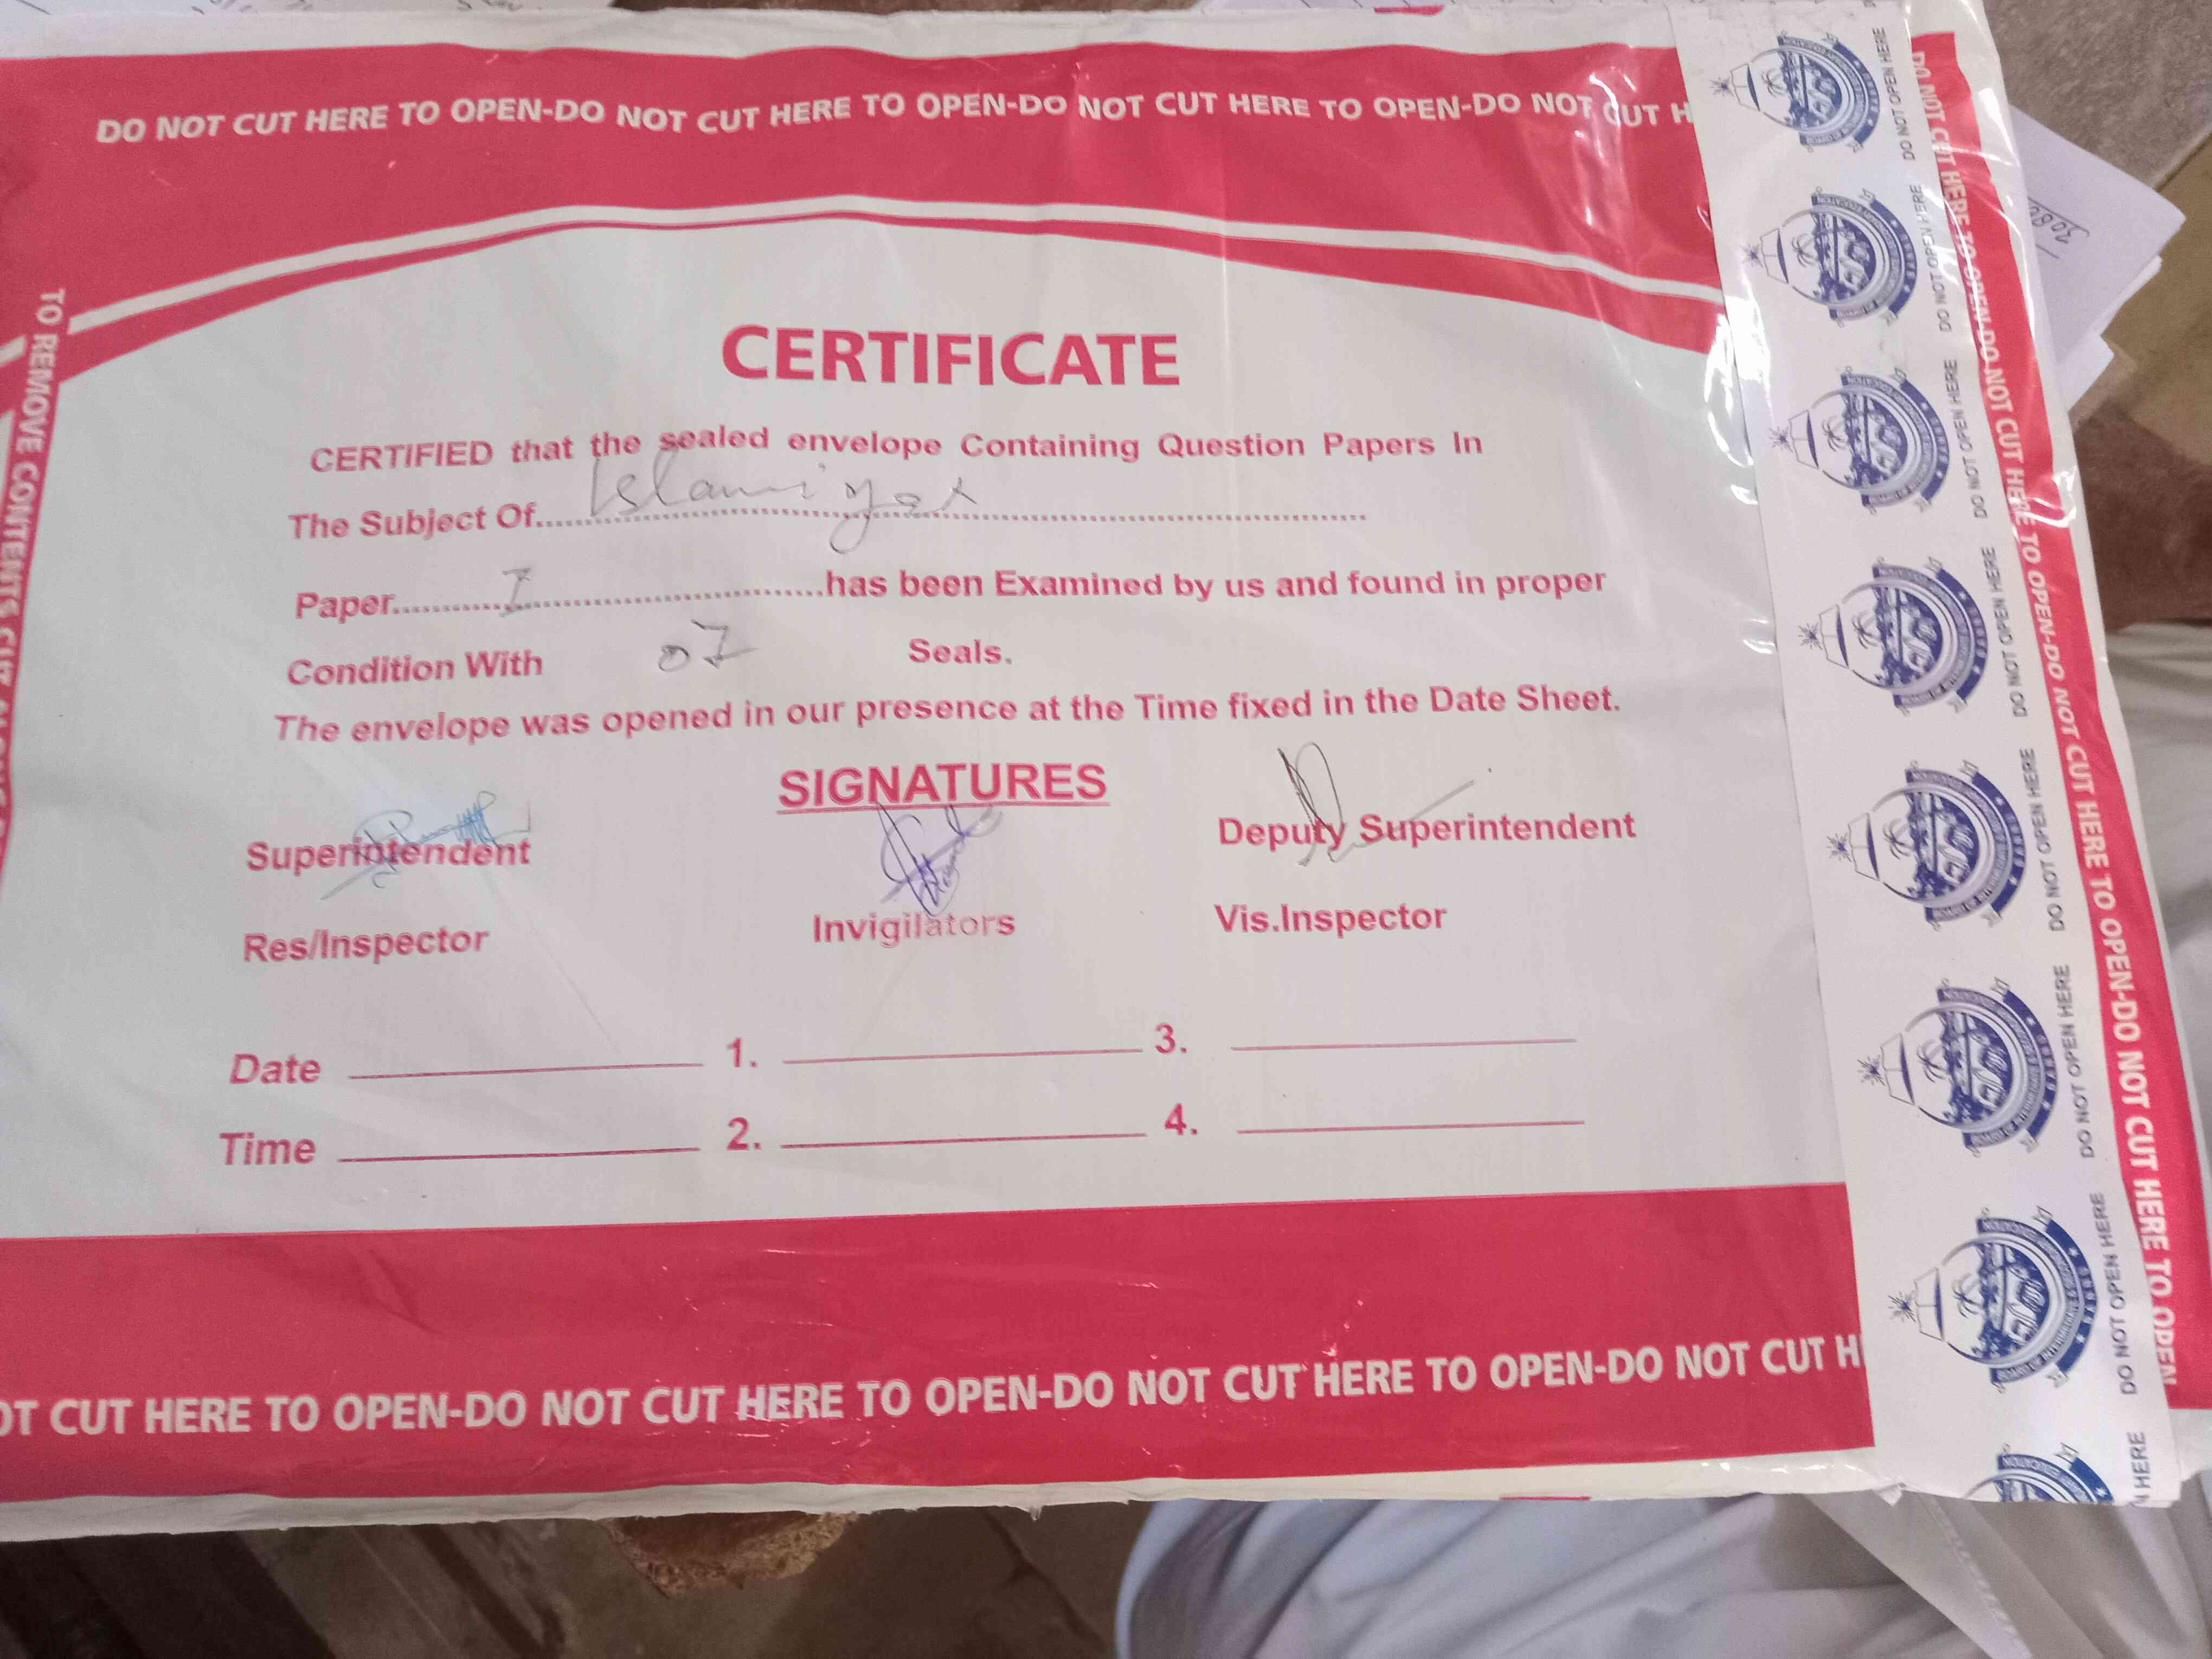 DO NOT CUT HERE TO OPEN-DO NOT CUT HERE TO OPEN-DO NOT CUT HERE TO OPEN-DO NOT CUT H
TO REMOVE CONTENTS CUT
CERTIFICATE
CERTIFIED that the sealed envelope Containing Question Papers In
The Subject Of Islamiyat
Paper I has been Examined by us and found in proper
Condition With 07 Seals.
The envelope was opened in our presence at the Time fixed in the Date Sheet.
SIGNATURES
Superintendent Deputy Superintendent
Res/Inspector Invigilators Vis.Inspector
Date 1. 3.
Time 2. 4.
OT CUT HERE TO OPEN-DO NOT CUT HERE TO OPEN-DO NOT CUT HERE TO OPEN-DO NOT CUT H
DO NOT OPEN HERE
DO NOT OPEN HERE
DO NOT OPEN HERE
DO NOT OPEN HERE
DO NOT OPEN HERE
DO NOT OPEN HERE
DO NOT OPEN HERE
N HERE
DO NOT CUT HERE TO OPEN-DO NOT CUT HERE TO OPEN-DO NOT CUT HERE TO OPEN-DO NOT CUT HERE TO OPEN